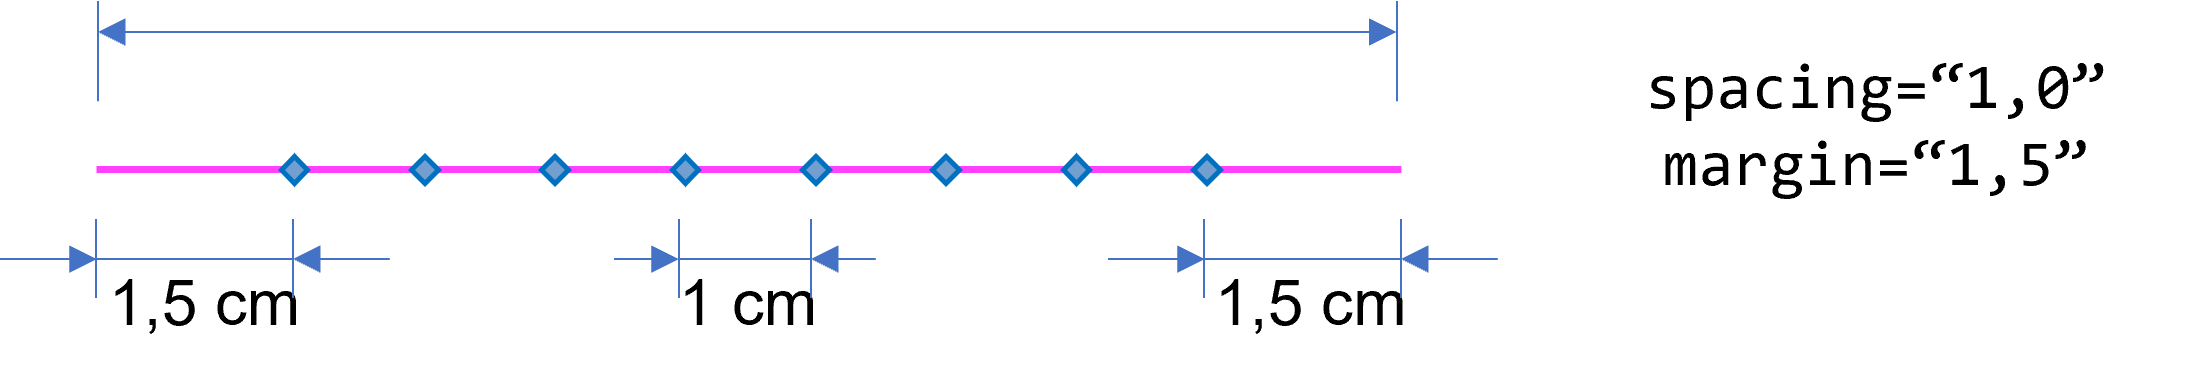 spacing=“1,0”
margin=“1,5”
1,5 cm
1 cm
1,5 cm